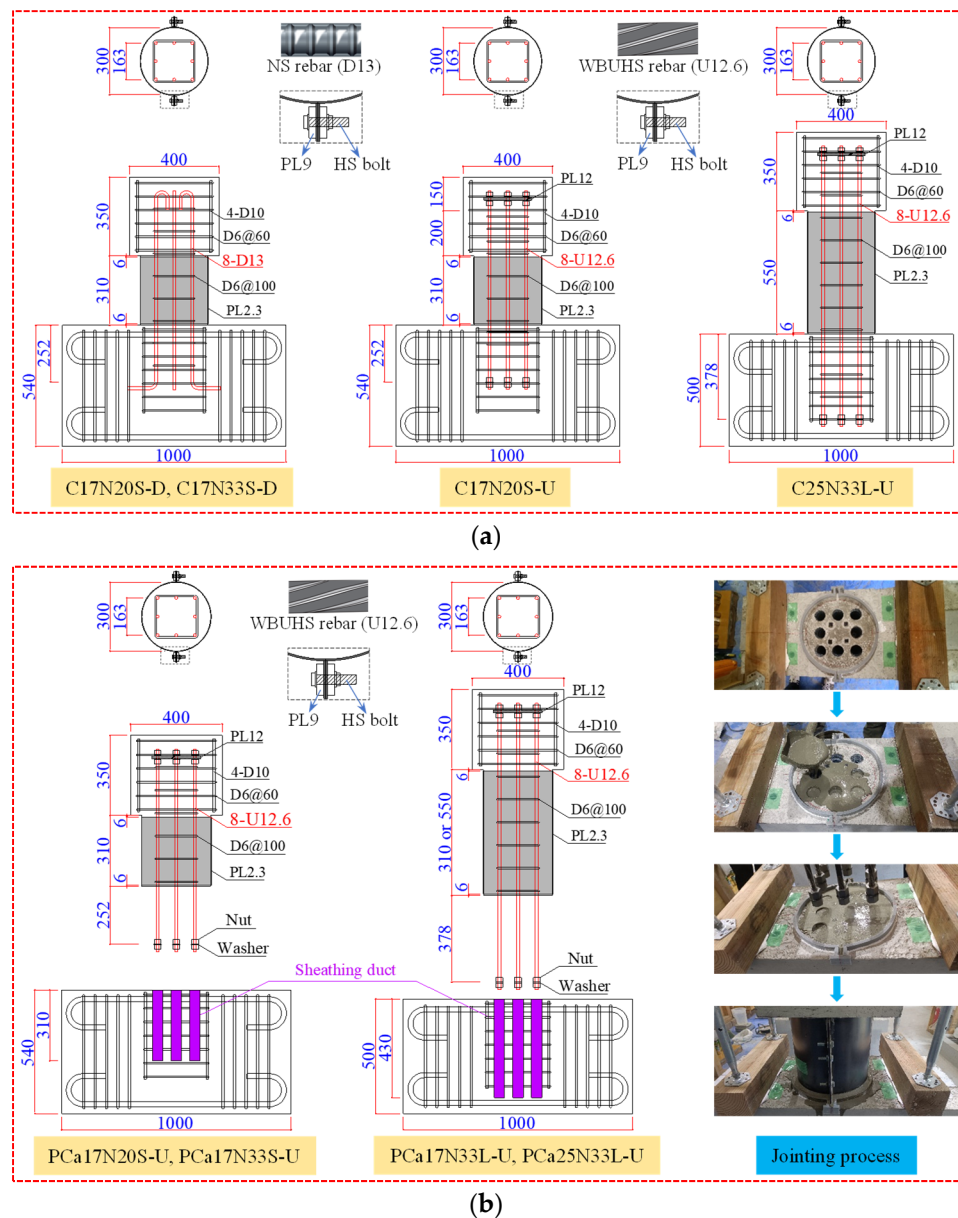 300
163
NS rebar (D13)
PL9
HS bolt
400
350
6
310
6
252
540
1000
4-D10
D6@60
8-D13
D6@100
PL2.3
C17N20S-D, C17N33S-D
300
163
WBUHS rebar (U12.6)
PL9
HS bolt
400
150
200
6
310
6
252
540
1000
PL12
4-D10
D6@60
8-U12.6
D6@100
PL2.3
C17N20S-U
300
163
400
350
6
550
6
378
500
1000
PL12
4-D10
D6@60
8-U12.6
D6@100
PL2.3
C25N33L-U
(a)
300
163
WBUHS rebar (U12.6)
PL9
HS bolt
400
350
6
310
6
252
PL12
4-D10
D6@60
8-U12.6
D6@100
PL2.3
Nut
Washer
Sheathing duct
310
540
1000
PCa17N20S-U, PCa17N33S-U
300
163
400
350
6
310 or 550
6
378
PL12
4-D10
D6@60
8-U12.6
D6@100
PL2.3
Nut
Washer
430
500
1000
PCa17N33L-U, PCa25N33L-U
Jointing process
(b)